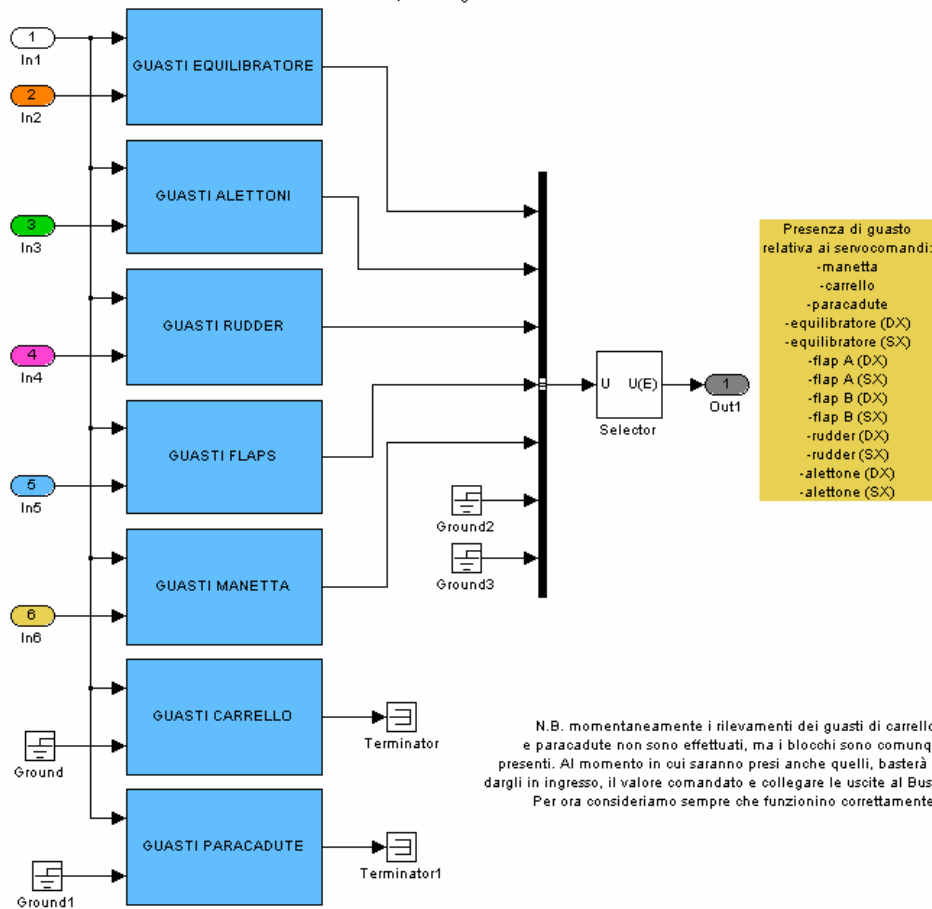 1
In1
GUASTI EQUILIBRATORE
2
In2
GUASTI ALETTONI
3
In3
GUASTI RUDDER
4
In4
GUASTI FLAPS
5
In5
GUASTI MANETTA
6
In6
GUASTI CARRELLO
Ground
Terminator
GUASTI PARACADUTE
Ground1
Terminator1
Ground2
Ground3
U U(E)
Selector
1
Out1
Presenza di guasto
relativa ai servocomandi:
-manetta
-carrello
-paracadute
-equilibratore (DX)
-equilibratore (SX)
-flap A (DX)
-flap A (SX)
-flap B (DX)
-flap B (SX)
-rudder (DX)
-rudder (SX)
-alettone (DX)
-alettone (SX)
N.B. momentaneamente i rilevamenti dei guasti di carrello
e paracadute non sono effettuati, ma i blocchi sono comunq
presenti. Al momento in cui saranno presi anche quelli, basterà
dargli in ingresso, il valore comandato e collegare le uscite al Bus
Per ora consideriamo sempre che funzionino correttamente